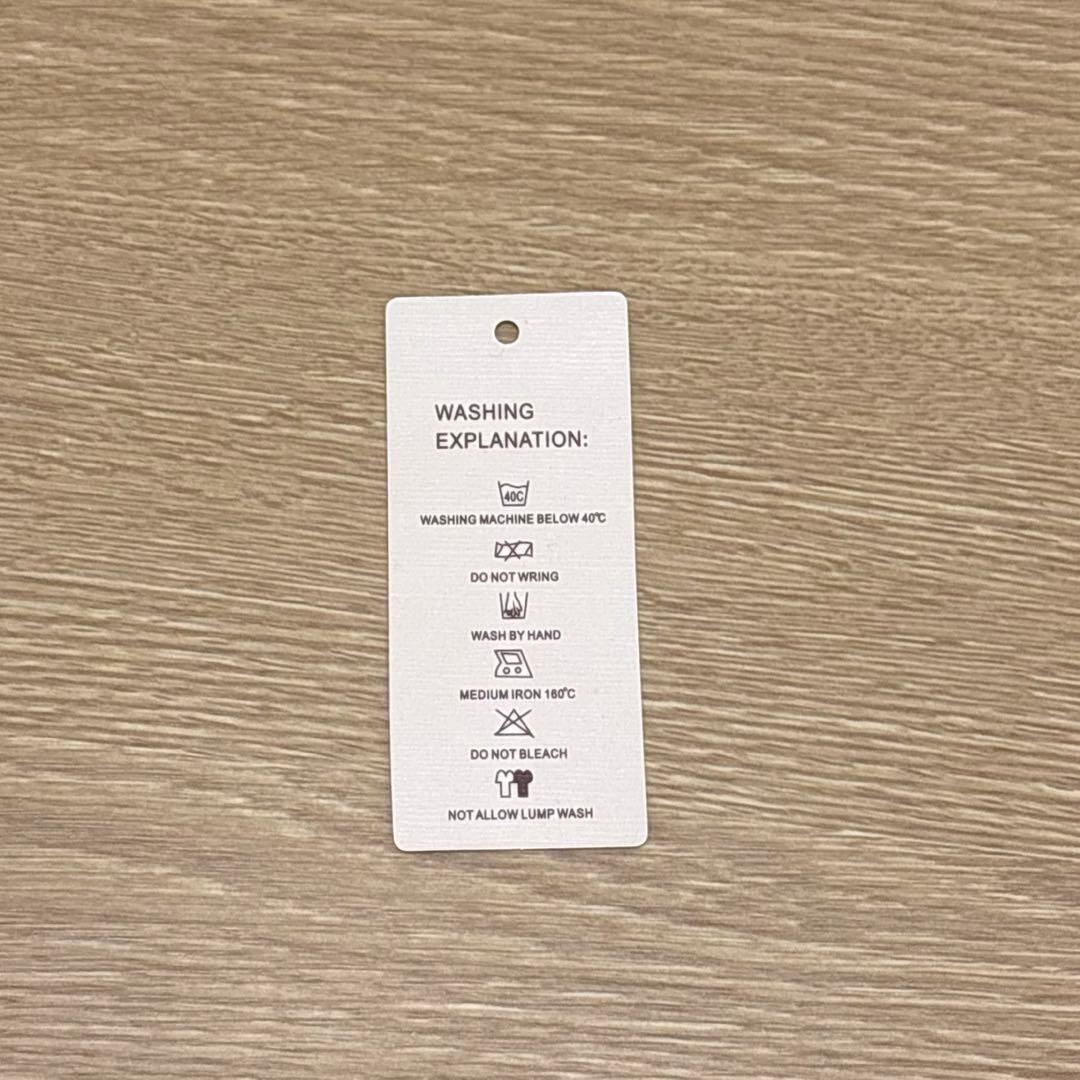 WASHING
EXPLANATION:
40C
WASHING MACHINE BELOW 40℃
DO NOT WRING
WASH BY HAND
MEDIUM IRON 160℃
DO NOT BLEACH
NOT ALLOW LUMP WASH